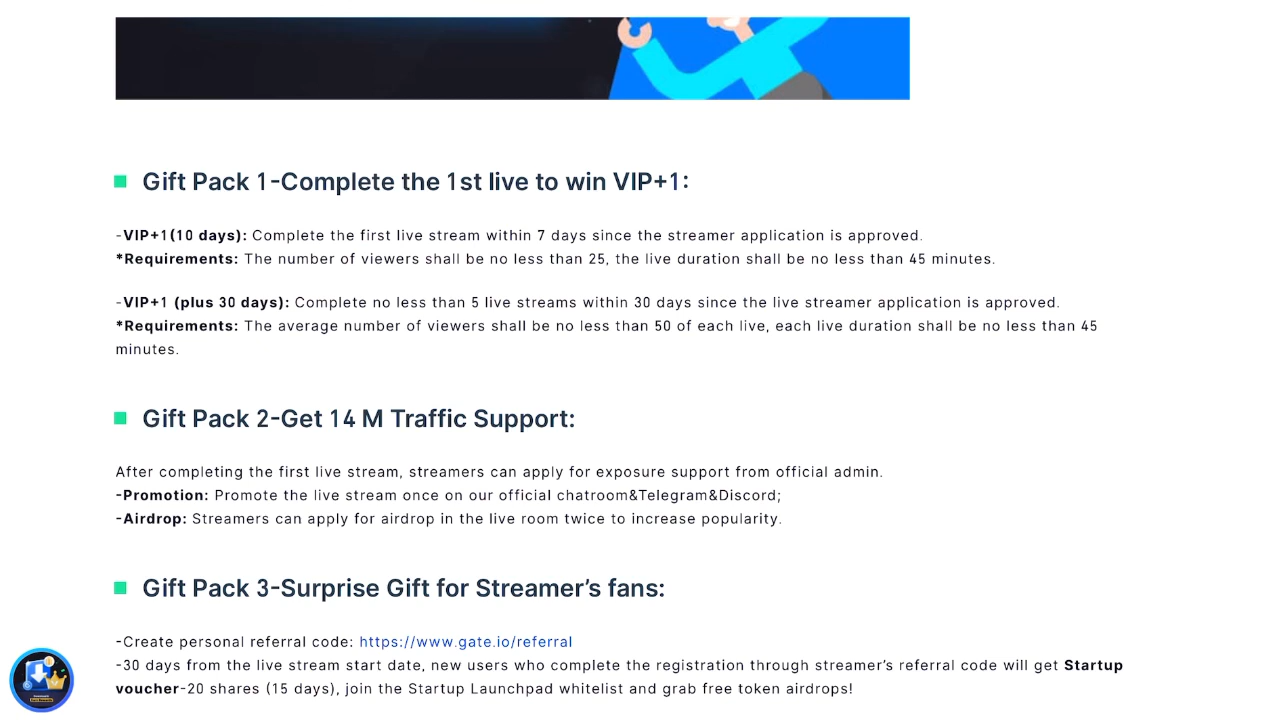 Gift Pack 1-Complete the 1st live to win VIP+1:
-VIP+1(10 days): Complete the first live stream within 7 days since the streamer application is approved.
*Requirements: The number of viewers shall be no less than 25, the live duration shall be no less than 45 minutes.
-VIP+1 (plus 30 days): Complete no less than 5 live streams within 30 days since the live streamer application is approved.
*Requirements: The average number of viewers shall be no less than 50 of each live, each live duration shall be no less than 45
minutes.
Gift Pack 2-Get 14 M Traffic Support:
After completing the first live stream, streamers can apply for exposure support from official admin.
-Promotion: Promote the live stream once on our official chatroom&Telegram&Discord;
-Airdrop: Streamers can apply for airdrop in the live room twice to increase popularity.
Gift Pack 3-Surprise Gift for Streamer’s fans:
-Create personal referral code: https://www.gate.io/referral
-30 days from the live stream start date, new users who complete the registration through streamer’s referral code will get Startup
voucher-20 shares (15 days), join the Startup Launchpad whitelist and grab free taken airdrops!